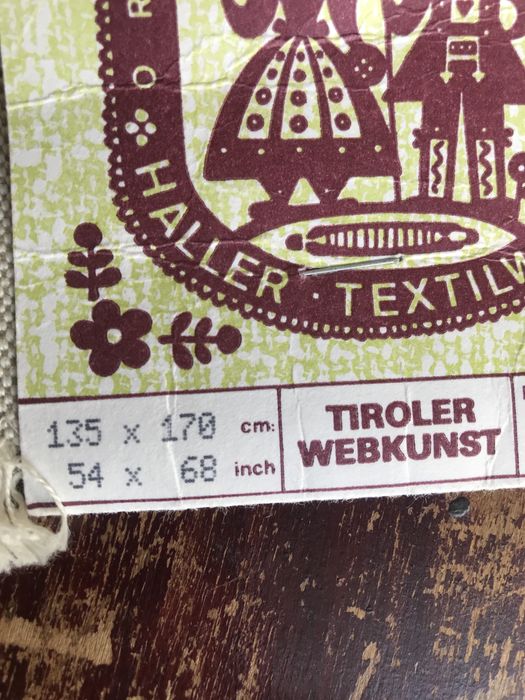 HALLER · TEXTIL
135 x 170 cm:
54 x 68 inch
TIROLER
WEBKUNST